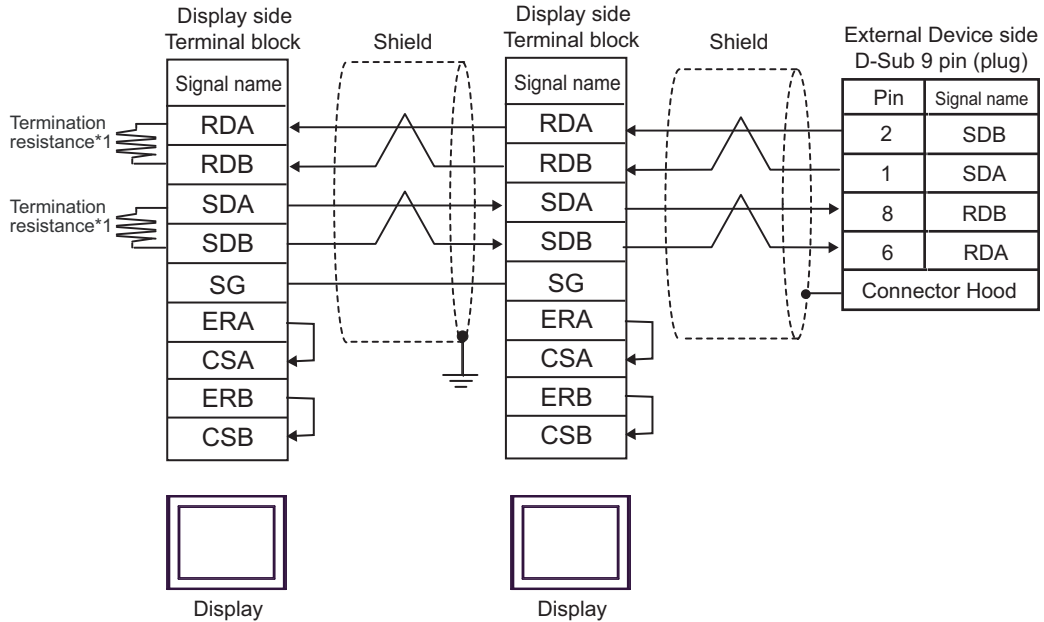 Display side
Terminal block
Shield
Display side
Terminal block
Shield
External Device side
D-Sub 9 pin (plug)
Signal name
RDA
RDB
SDA
SDB
SG
ERA
CSA
ERB
CSB
Termination
resistance*1
Termination
resistance*1
Signal name
RDA
RDB
SDA
SDB
SG
ERA
CSA
ERB
CSB
Pin Signal name
2 SDB
1 SDA
8 RDB
6 RDA
Connector Hood
Display
Display